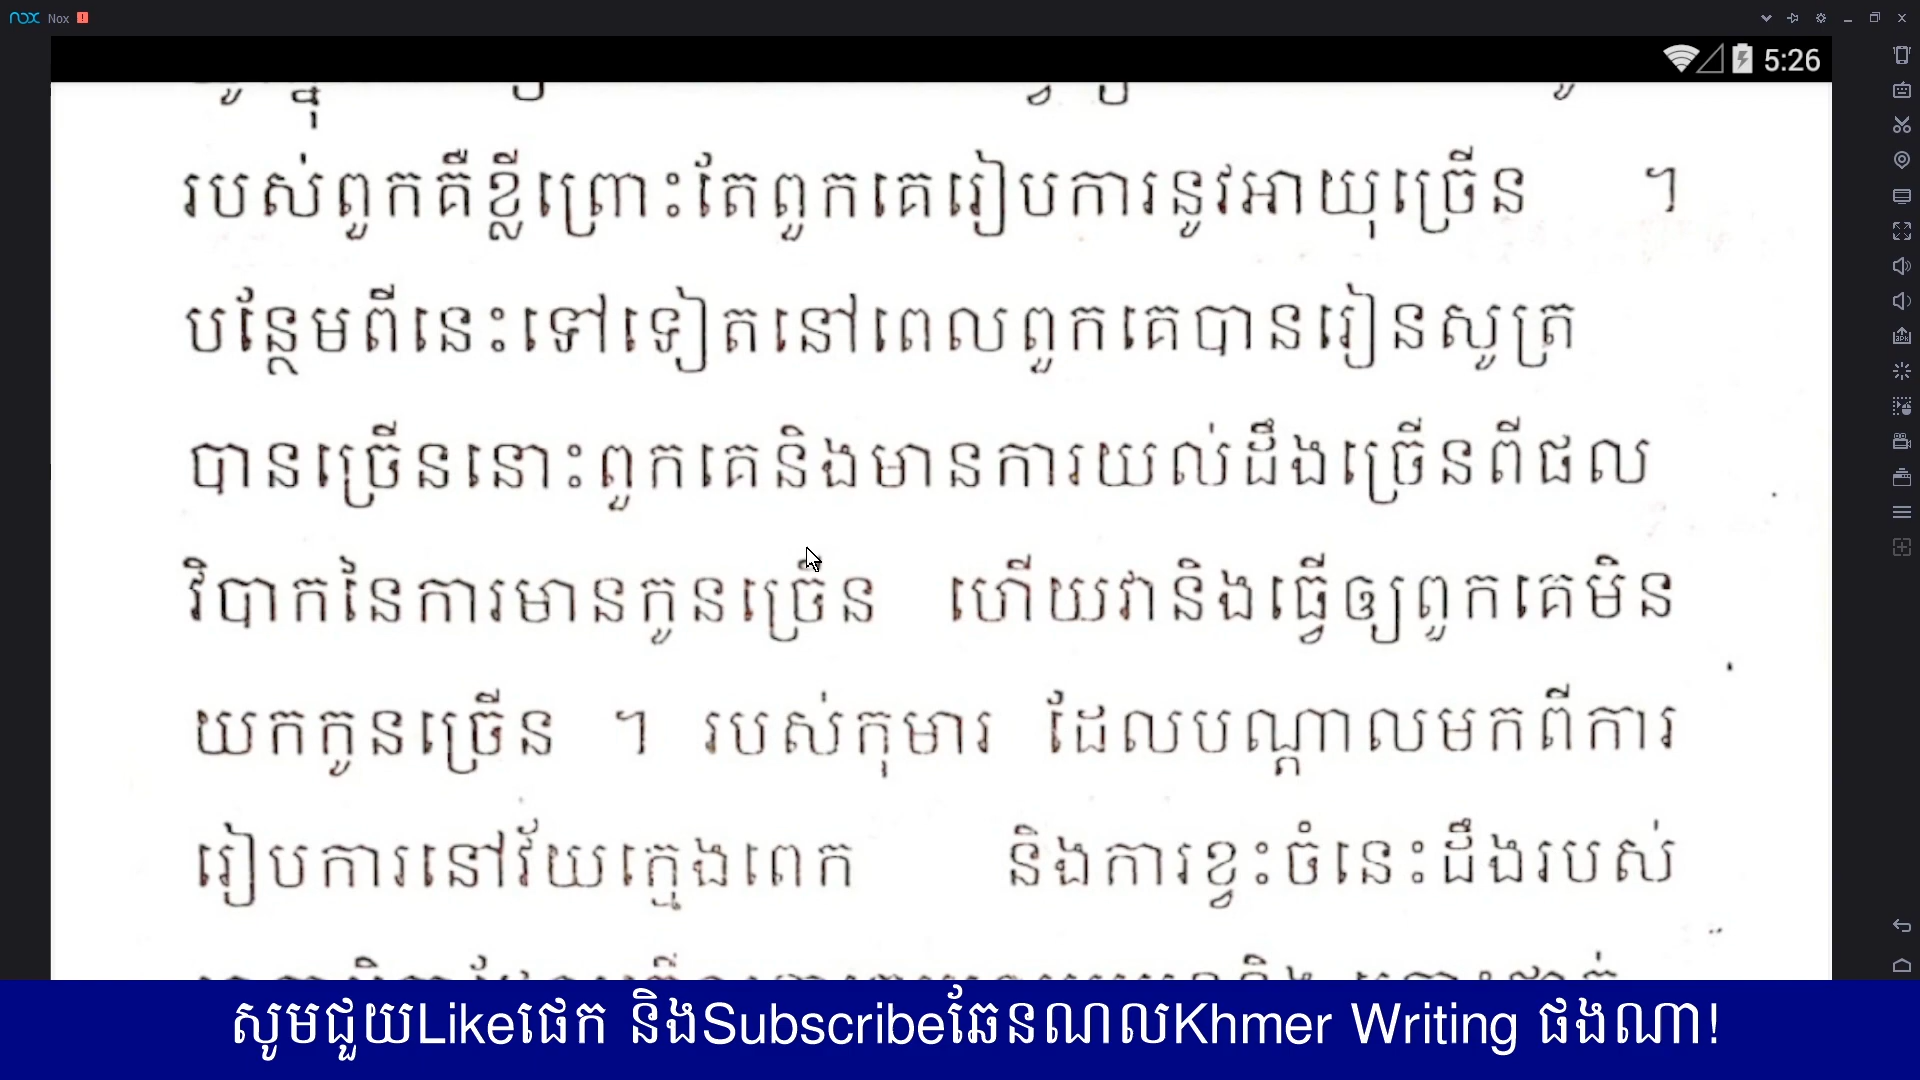 Nox
5:26
របស់ពួកគឺខ្លីព្រោះតែពួកគេរៀបការនូវអាយុច្រើន ។
បន្ថែមពីនេះទៅទៀតនៅពេលពួកគេបានរៀនសូត្រ
បានច្រើននោះពួកគេនិងមានការយល់ដឹងច្រើនពីផល
វិបាកនៃការមានកូនច្រើន ហើយវានិងធ្វើឲ្យពួកគេមិន
យកកូនច្រើន ។ របស់កុមារ ដែលបណ្ដាលមកពីការ
រៀបការនៅវ័យក្មេងពេក និងការខ្វះចំនេះដឹងរបស់
សូមជួយLikeផេក និងSubscribeឆែនណលKhmer Writing ផងណា!